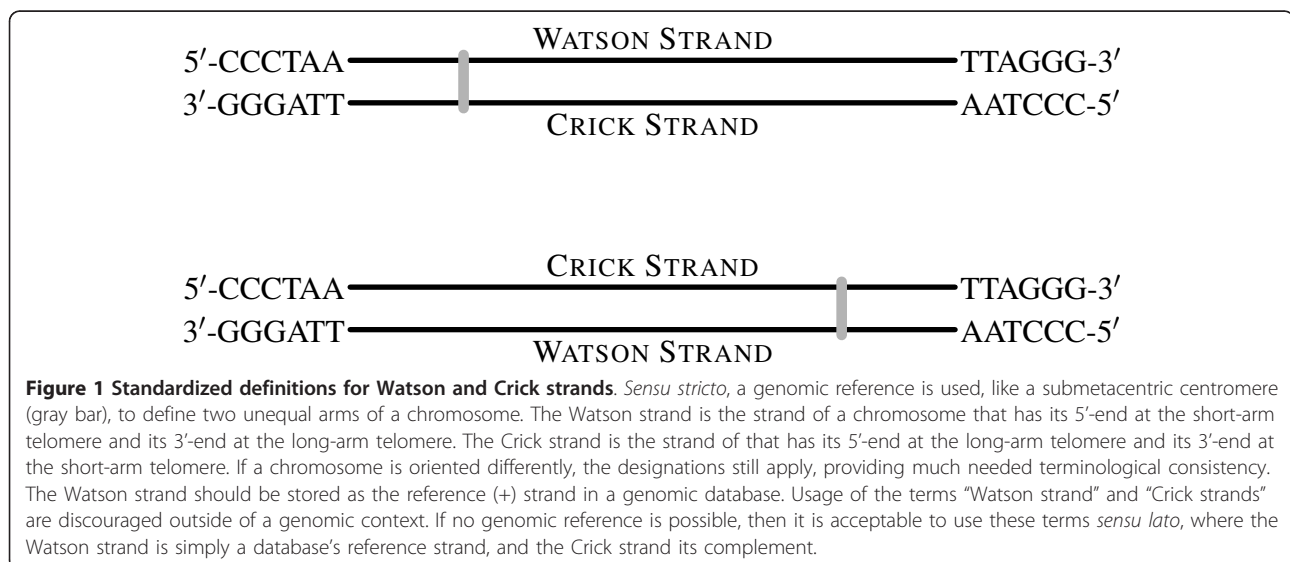 WATSON STRAND
5′-CCCTAA TTAGGG-3′
3′-GGGATT AATCCC-5′
CRICK STRAND
CRICK STRAND
5′-CCCTAA TTAGGG-3′
3′-GGGATT AATCCC-5′
WATSON STRAND
Figure 1 Standardized definitions for Watson and Crick strands. Sensu stricto, a genomic reference is used, like a submetacentric centromere
(gray bar), to define two unequal arms of a chromosome. The Watson strand is the strand of a chromosome that has its 5'-end at the short-arm
telomere and its 3'-end at the long-arm telomere. The Crick strand is the strand of that has its 5'-end at the long-arm telomere and its 3'-end at
the short-arm telomere. If a chromosome is oriented differently, the designations still apply, providing much needed terminological consistency.
The Watson strand should be stored as the reference (+) strand in a genomic database. Usage of the terms “Watson strand” and “Crick strands”
are discouraged outside of a genomic context. If no genomic reference is possible, then it is acceptable to use these terms sensu lato, where the
Watson strand is simply a database’s reference strand, and the Crick strand its complement.